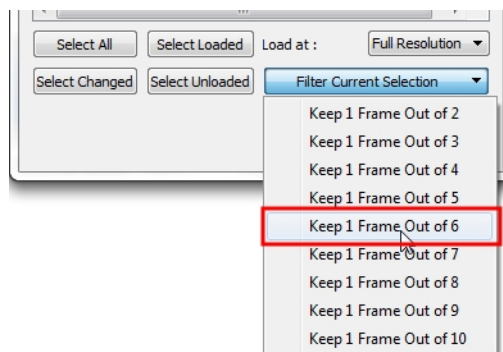 Select All Select Loaded Load at : Full Resolution
Select Changed Select Unloaded Filter Current Selection
Keep 1 Frame Out of 2
Keep 1 Frame Out of 3
Keep 1 Frame Out of 4
Keep 1 Frame Out of 5
Keep 1 Frame Out of 6
Keep 1 Frame Out of 7
Keep 1 Frame Out of 8
Keep 1 Frame Out of 9
Keep 1 Frame Out of 10